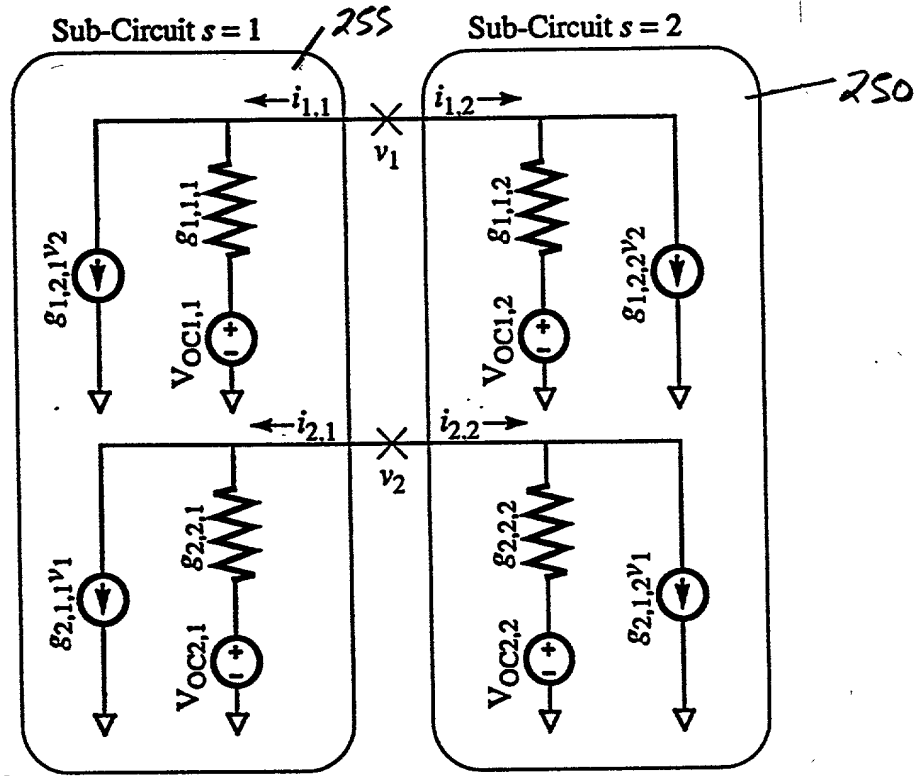 Sub-Circuit s = 1
255
Sub-Circuit s = 2
250
i1,1
i1,2
v1
g1,1,1
g1,1,2
g1,2,1v2
g1,2,2v2
+
-
+
-
VOC1,1
VOC1,2
i2,1
i2,2
v2
g2,2,1
g2,2,2
g2,1,1v1
g2,1,2v1
+
-
+
-
VOC2,1
VOC2,2